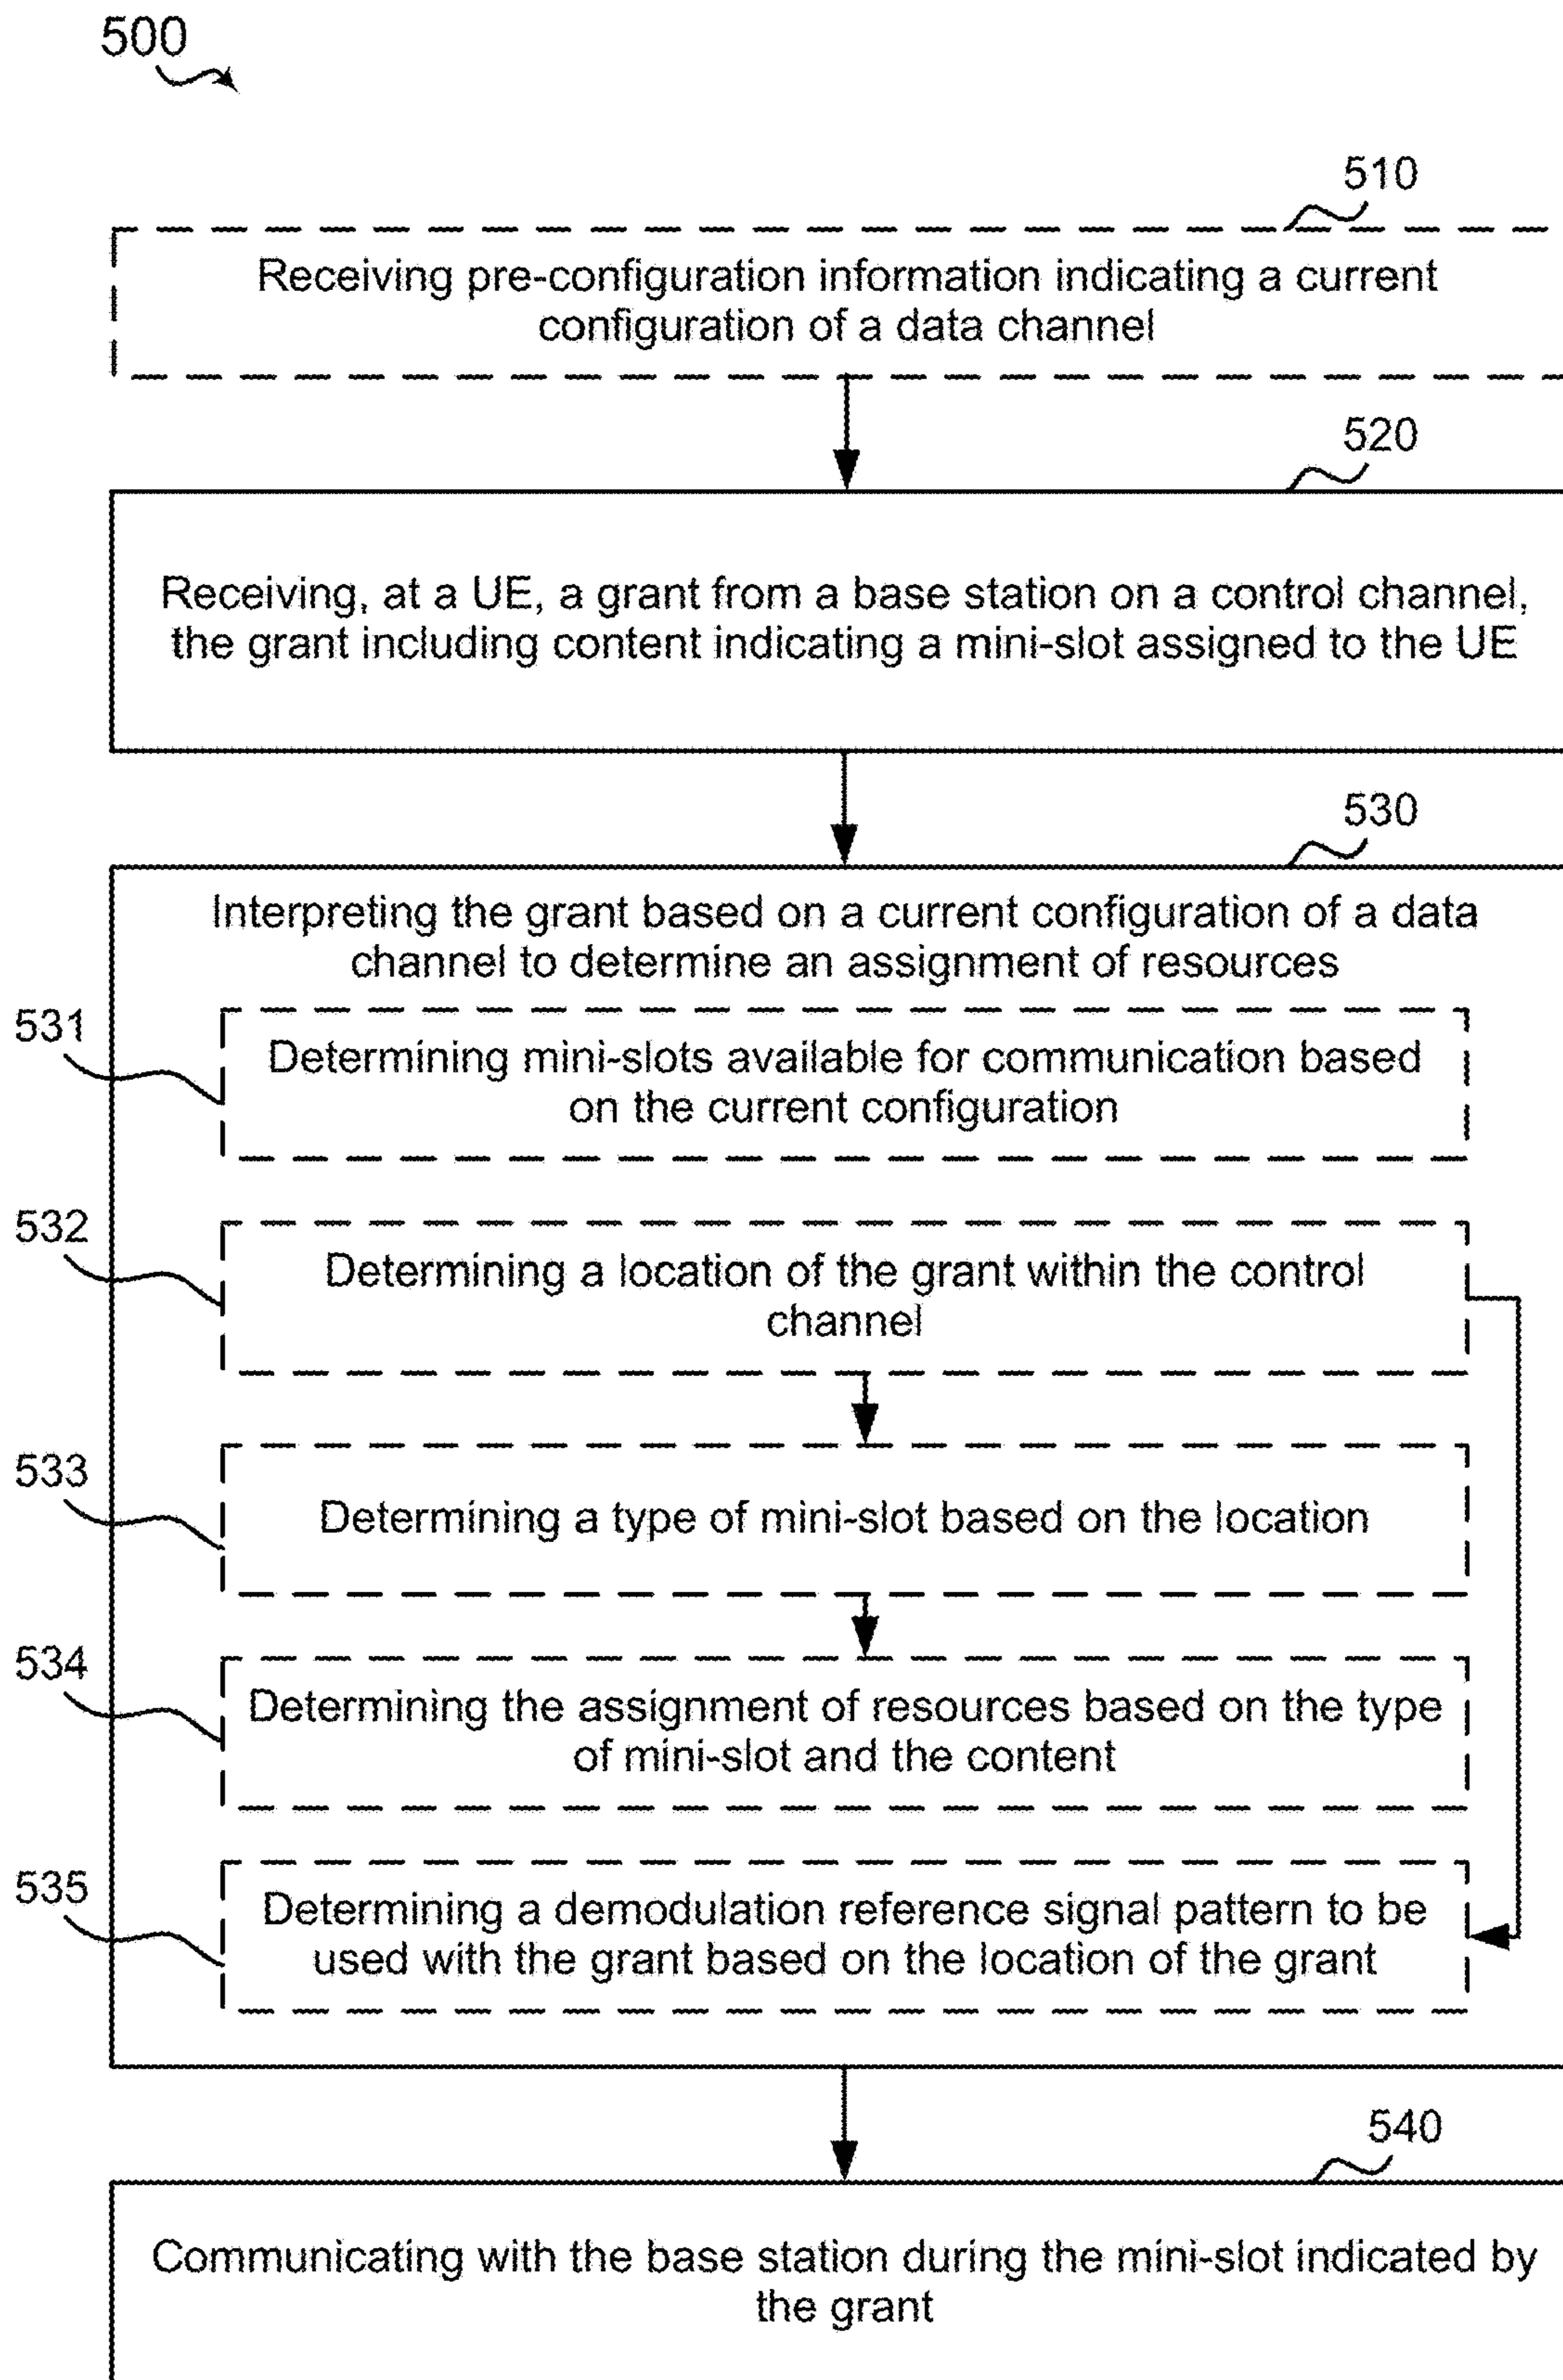 500
510
Receiving pre-configuration information indicating a current
configuration of a data channel
520
Receiving, at a UE, a grant from a base station on a control channel,
the grant including content indicating a mini-slot assigned to the UE
530
Interpreting the grant based on a current configuration of a data
channel to determine an assignment of resources
531
Determining mini-slots available for communication based
on the current configuration
532
Determining a location of the grant within the control
channel
533
Determining a type of mini-slot based on the location
534
Determining the assignment of resources based on the type
of mini-slot and the content
535
Determining a demodulation reference signal pattern to be
used with the grant based on the location of the grant
540
Communicating with the base station during the mini-slot indicated by
the grant